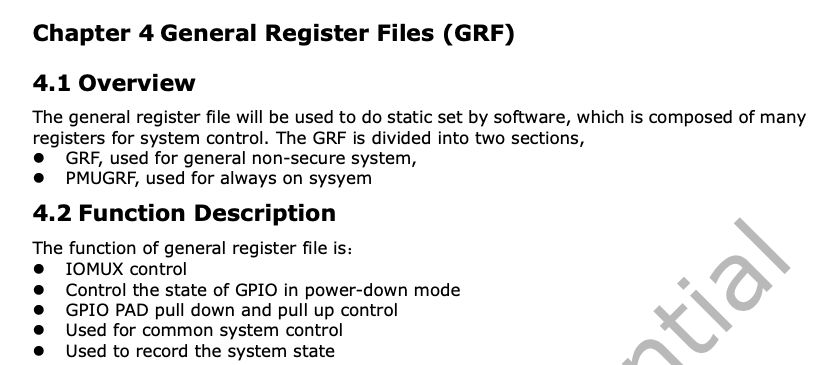 Chapter 4 General Register Files (GRF)
4.1 Overview
The general register file will be used to do static set by software, which is composed of many
registers for system control. The GRF is divided into two sections,
● GRF, used for general non-secure system,
● PMUGRF, used for always on sysyem
4.2 Function Description
The function of general register file is：
● IOMUX control
● Control the state of GPIO in power-down mode
● GPIO PAD pull down and pull up control
● Used for common system control
● Used to record the system state
ntial